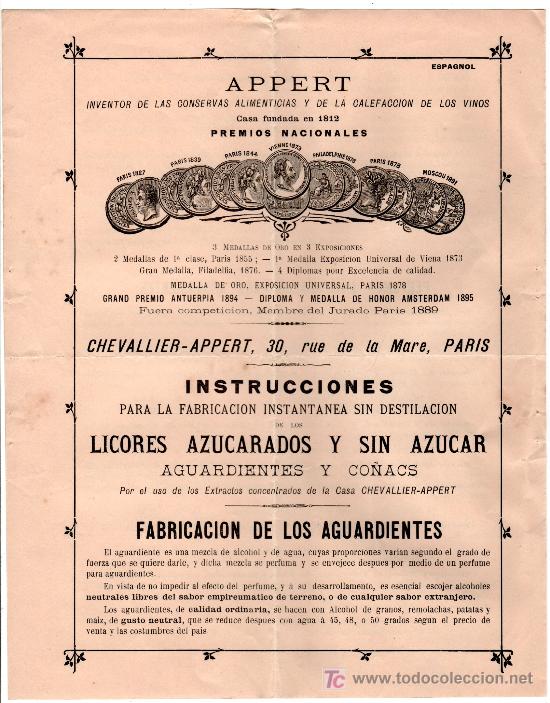 ESPAGNOL
APPERT
INVENTOR DE LAS CONSERVAS ALIMENTICIAS Y DE LA CALEFACCION DE LOS VINOS
Casa fundada en 1812
PREMIOS NACIONALES
PARIS 1827 PARIS 1839 PARIS 1844 VIENNE 1873 PHILADELPHIE 1876 PARIS 1878 MOSCOU 1891
3 MEDALLAS DE ORO EN 3 EXPOSICIONES
2 Medallas de 1ª clase, Paris 1855 ; — 1ª Medalla Exposicion Universal de Viena 1873
Gran Medalla, Filadelfia, 1876. — 4 Diplomas pour Excelencia de calidad.
MEDALLA DE ORO, EXPOSICION UNIVERSAL, PARIS 1878
GRAND PREMIO ANTUERPIA 1894 — DIPLOMA Y MEDALLA DE HONOR AMSTERDAM 1895
Fuera competicion, Membre del Jurado Paris 1889
CHEVALLIER-APPERT, 30, rue de la Mare, PARIS
INSTRUCCIONES
PARA LA FABRICACION INSTANTANEA SIN DESTILACION
DE LOS
LICORES AZUCARADOS Y SIN AZUCAR
AGUARDIENTES Y COÑACS
Por el uso de los Extractos concentrados de la Casa CHEVALLIER-APPERT
FABRICACION DE LOS AGUARDIENTES
El aguardiente es una mezcla de alcohol y de agua, cuyas proporciones varian segundo el grado de
fuerza que se quiere darle, y dicha mezcla se perfuma y se envejece despues por medio de un perfume
para aguardientes.
En vista de no impedir al efecto del perfume, y a su desarrollamento, es esencial escojer alcoholes
neutrales libres del sabor empireumatico de terreno, o de cualquier sabor extranjero.
Los aguardientes, de calidad ordinaria, se hacen con Alcohol de granos, remolachas, patatas y
maiz, de gusto neutral, que se reduce despues con agua à 45, 48, o 50 grados segun el precio de
venta y las costumbres del pais
TC www.todocoleccion.net